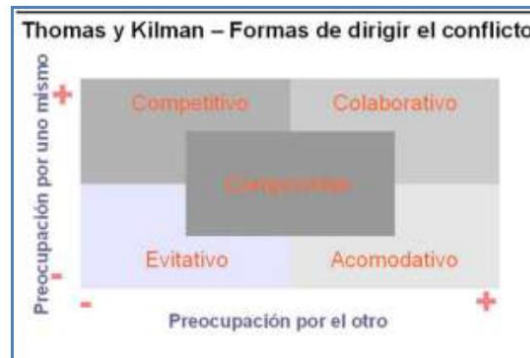 Thomas y Kilman – Formas de dirigir el conflicto
Preocupación por uno mismo
+
Competitivo
Colaborativo
Evitativo
Acomodativo
-
-
+
Preocupación por el otro